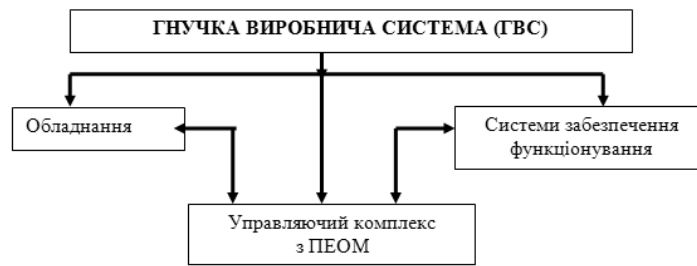 ГНУЧКА ВИРОБНИЧА СИСТЕМА (ГВС)
Обладнання
Системи забезпечення
функціонування
Управляючий комплекс
з ПЕОМ